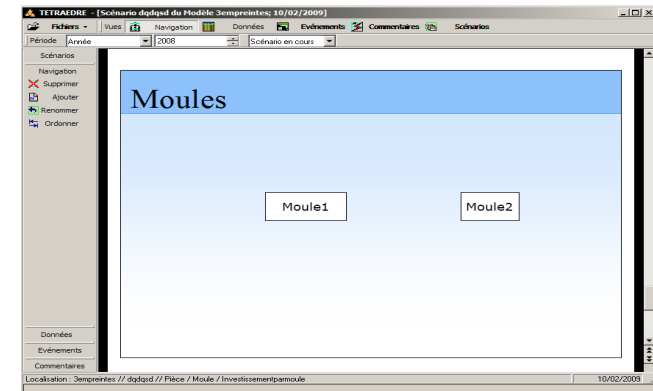 TETRAEDRE - [Scénario dqdqsd du Modèle 3empreintes; 10/02/2009]
Fichiers Vues Navigation Données Evénements Commentaires Scénarios
Période Année 2008 Scénario en cours
Scénarios
Navigation
Supprimer
Ajouter
Renommer
Ordonner
Moules
Moule1 Moule2
Données
Evénements
Commentaires
Localisation : 3empreintes // dqdqsd // Pièce / Moule / Investissementparmoule 10/02/2009